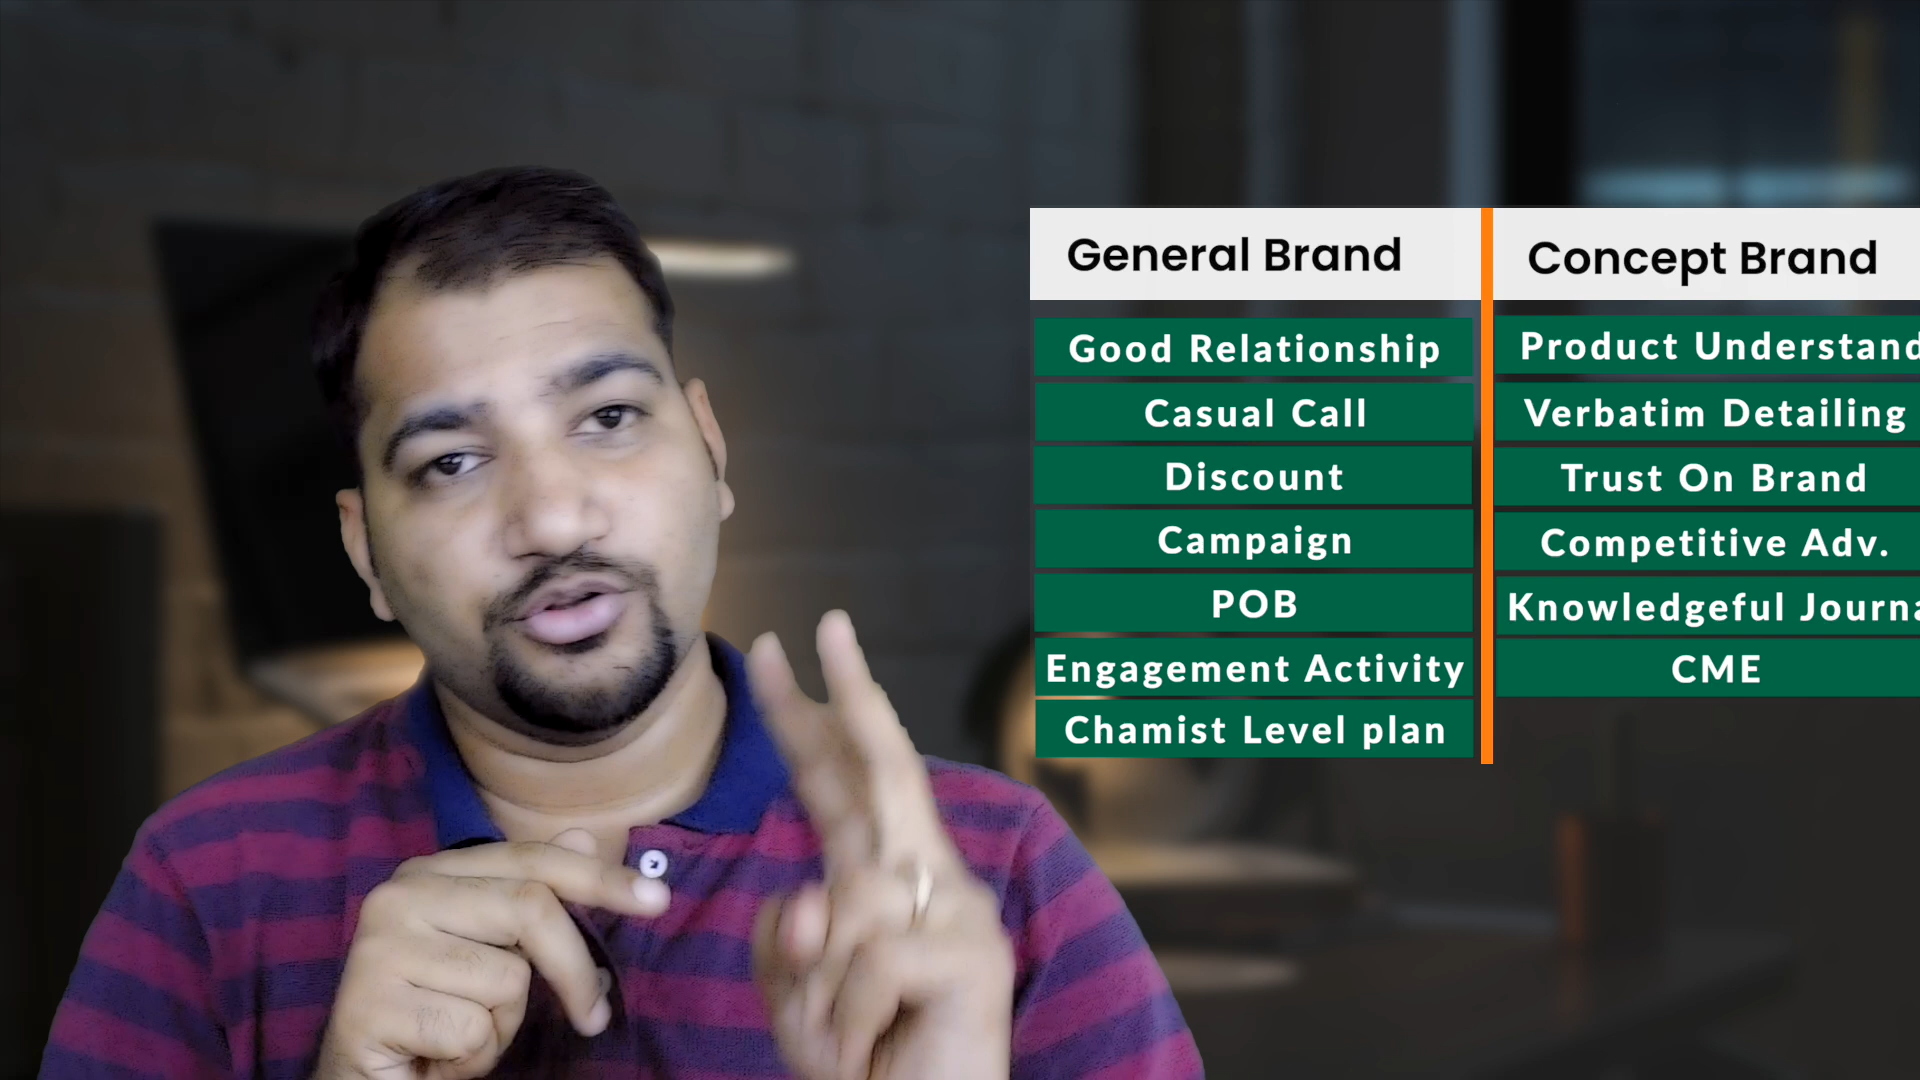 General Brand
Good Relationship
Casual Call
Discount
Campaign
POB
Engagement Activity
Chamist Level plan
Concept Brand
Product Understand
Verbatim Detailing
Trust On Brand
Competitive Adv.
Knowledgeful Journa
CME